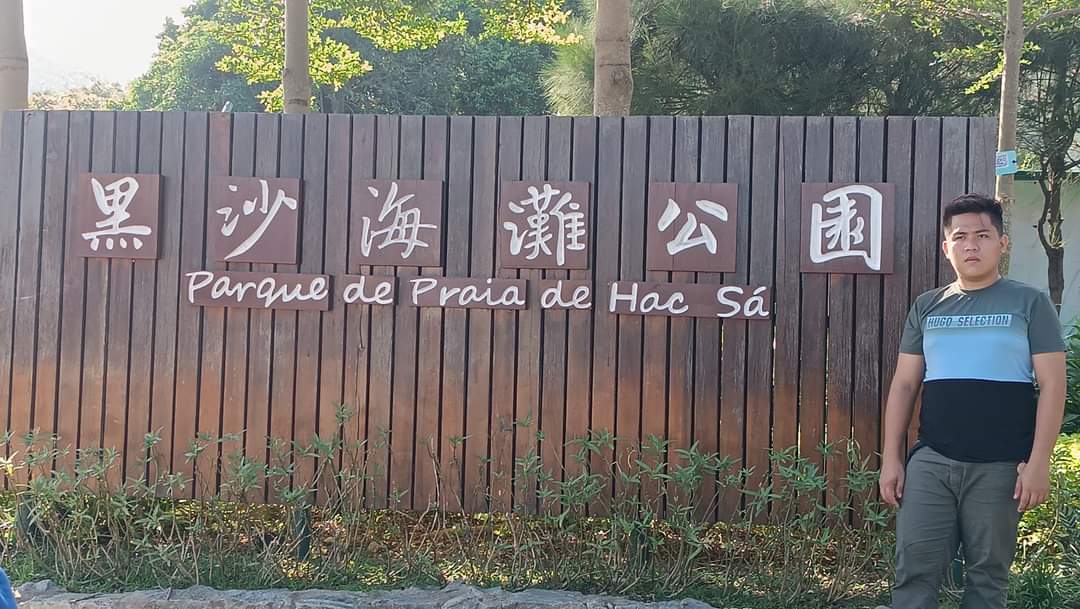 黑沙海灘公園
Parque de Praia de Hac Sá
HUGO SELECTION